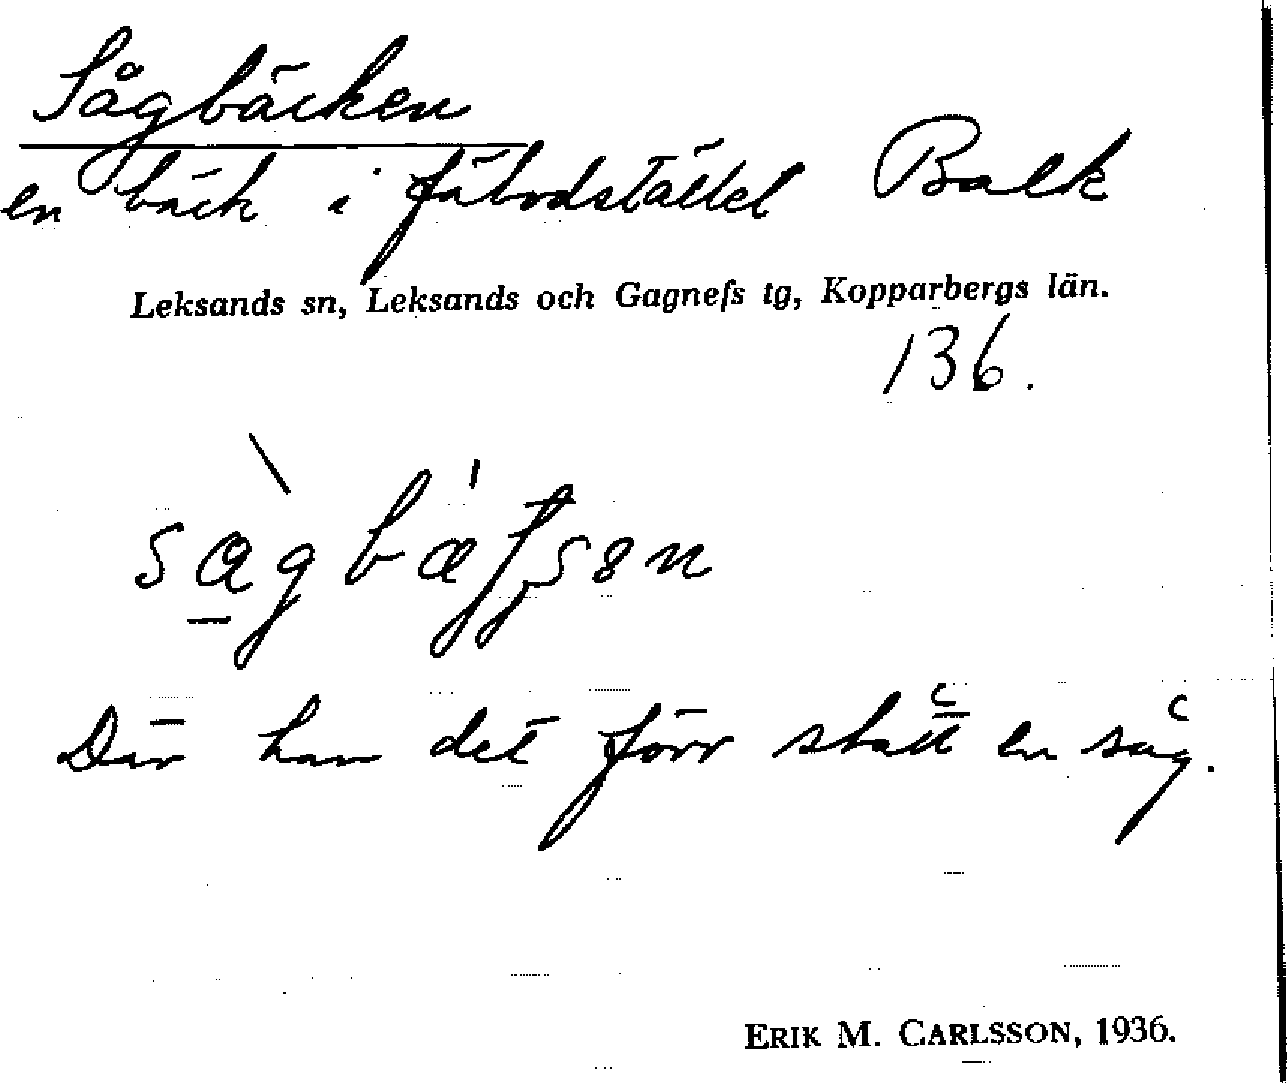 Sågbäcken
en bäck i fäbodstället Balk
Leksands sn, Leksands och Gagnefs tg, Kopparbergs län.
136.
Där har det förr stått en såg.
ERIK M. CARLSSON, 1936.